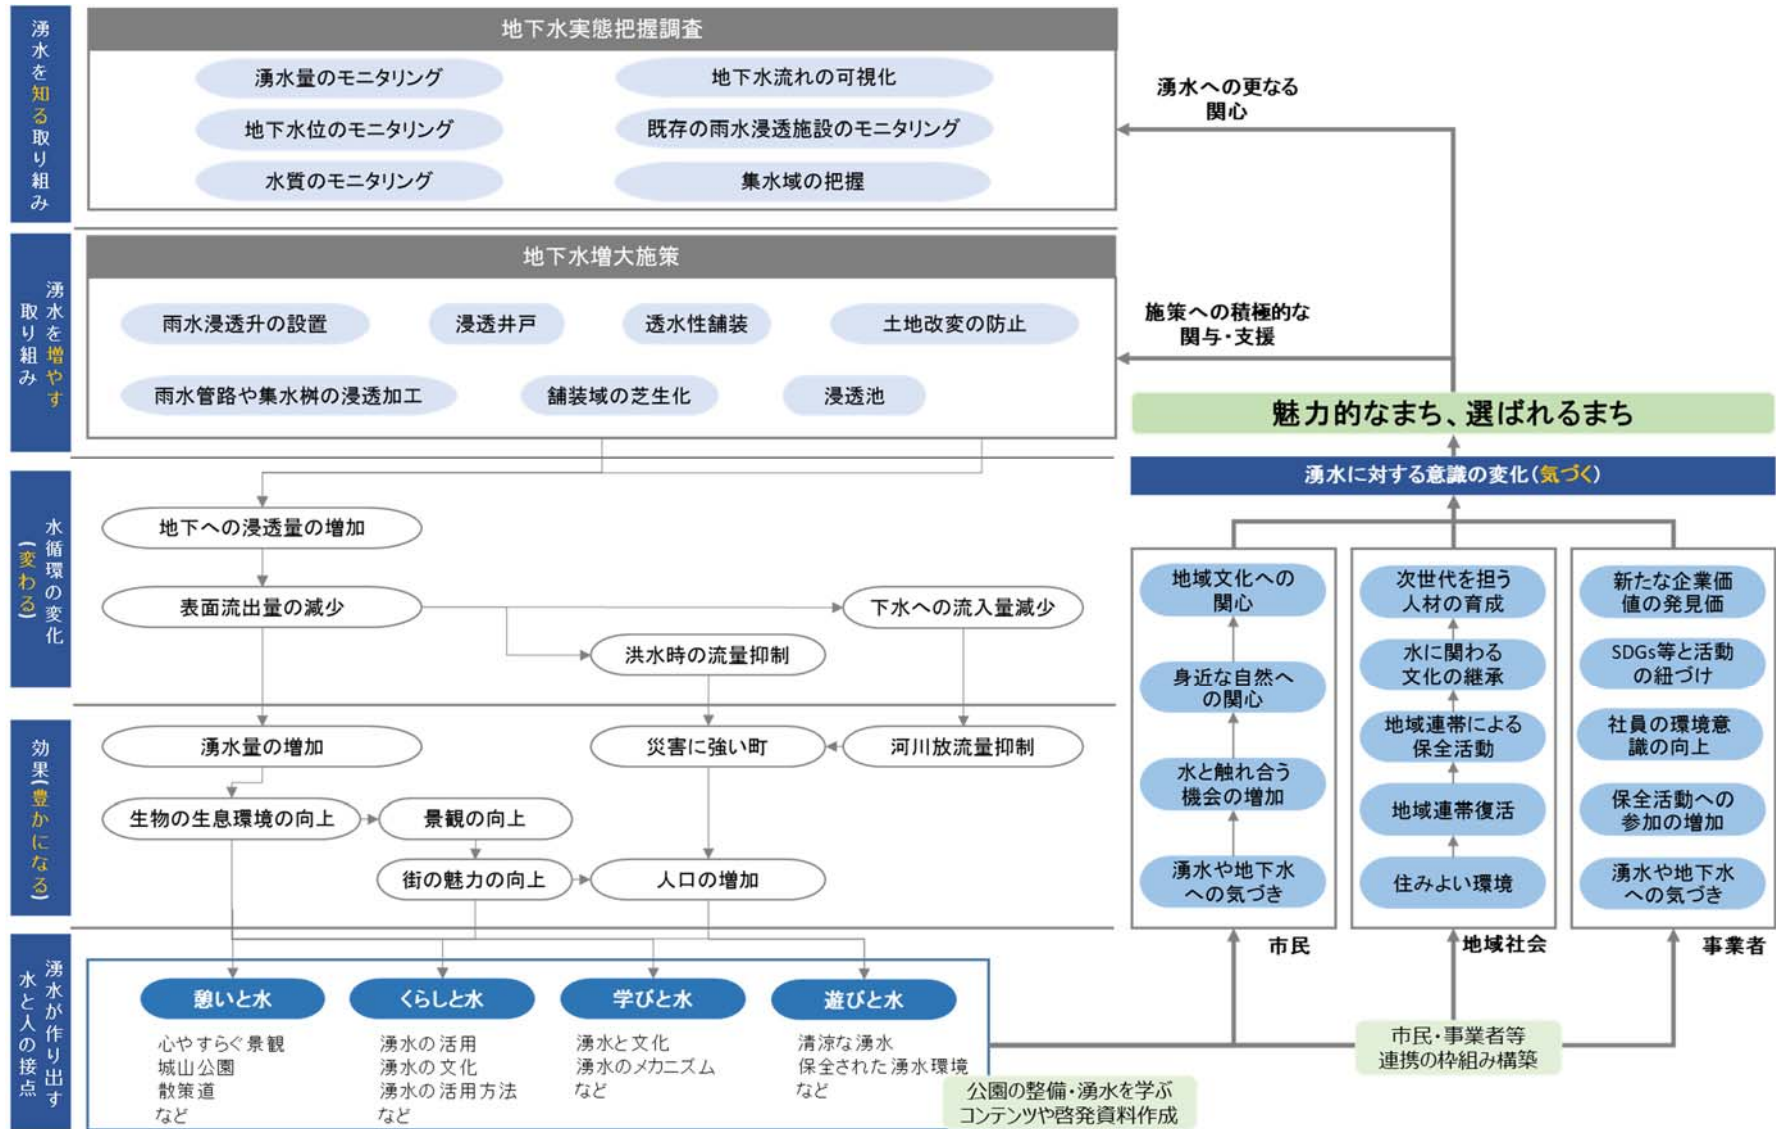 湧水を知る取り組み
地下水実態把握調査
湧水量のモニタリング
地下水流れの可視化
地下水位のモニタリング
既存の雨水浸透施設のモニタリング
水質のモニタリング
集水域の把握
湧水への更なる
関心
湧水を増やす
取り組み
地下水増大施策
雨水浸透升の設置
浸透井戸
透水性舗装
土地改変の防止
雨水管路や集水桝の浸透加工
舗装域の芝生化
浸透池
施策への積極的な
関与・支援
魅力的なまち、選ばれるまち
湧水に対する意識の変化(気づく)
水循環の変化
(変わる)
地下への浸透量の増加
表面流出量の減少
下水への流入量減少
洪水時の流量抑制
効果(豊かになる)
湧水量の増加
災害に強い町
河川放流量抑制
生物の生息環境の向上
景観の向上
街の魅力の向上
人口の増加
地域文化への
関心
身近な自然へ
の関心
水と触れ合う
機会の増加
湧水や地下水
への気づき
市民
次世代を担う
人材の育成
水に関わる
文化の継承
地域連帯による
保全活動
地域連帯復活
住みよい環境
地域社会
新たな企業価
値の発見価
SDGs等と活動
の紐づけ
社員の環境意
識の向上
保全活動への
参加の増加
湧水や地下水
への気づき
事業者
湧水が作り出す
水と人の接点
憩いと水
心やすらぐ景観
城山公園
散策道
など
くらしと水
湧水の活用
湧水の文化
湧水の活用方法
など
学びと水
湧水と文化
湧水のメカニズム
など
遊びと水
清涼な湧水
保全された湧水環境
など
公園の整備・湧水を学ぶ
コンテンツや啓発資料作成
市民・事業者等
連携の枠組み構築